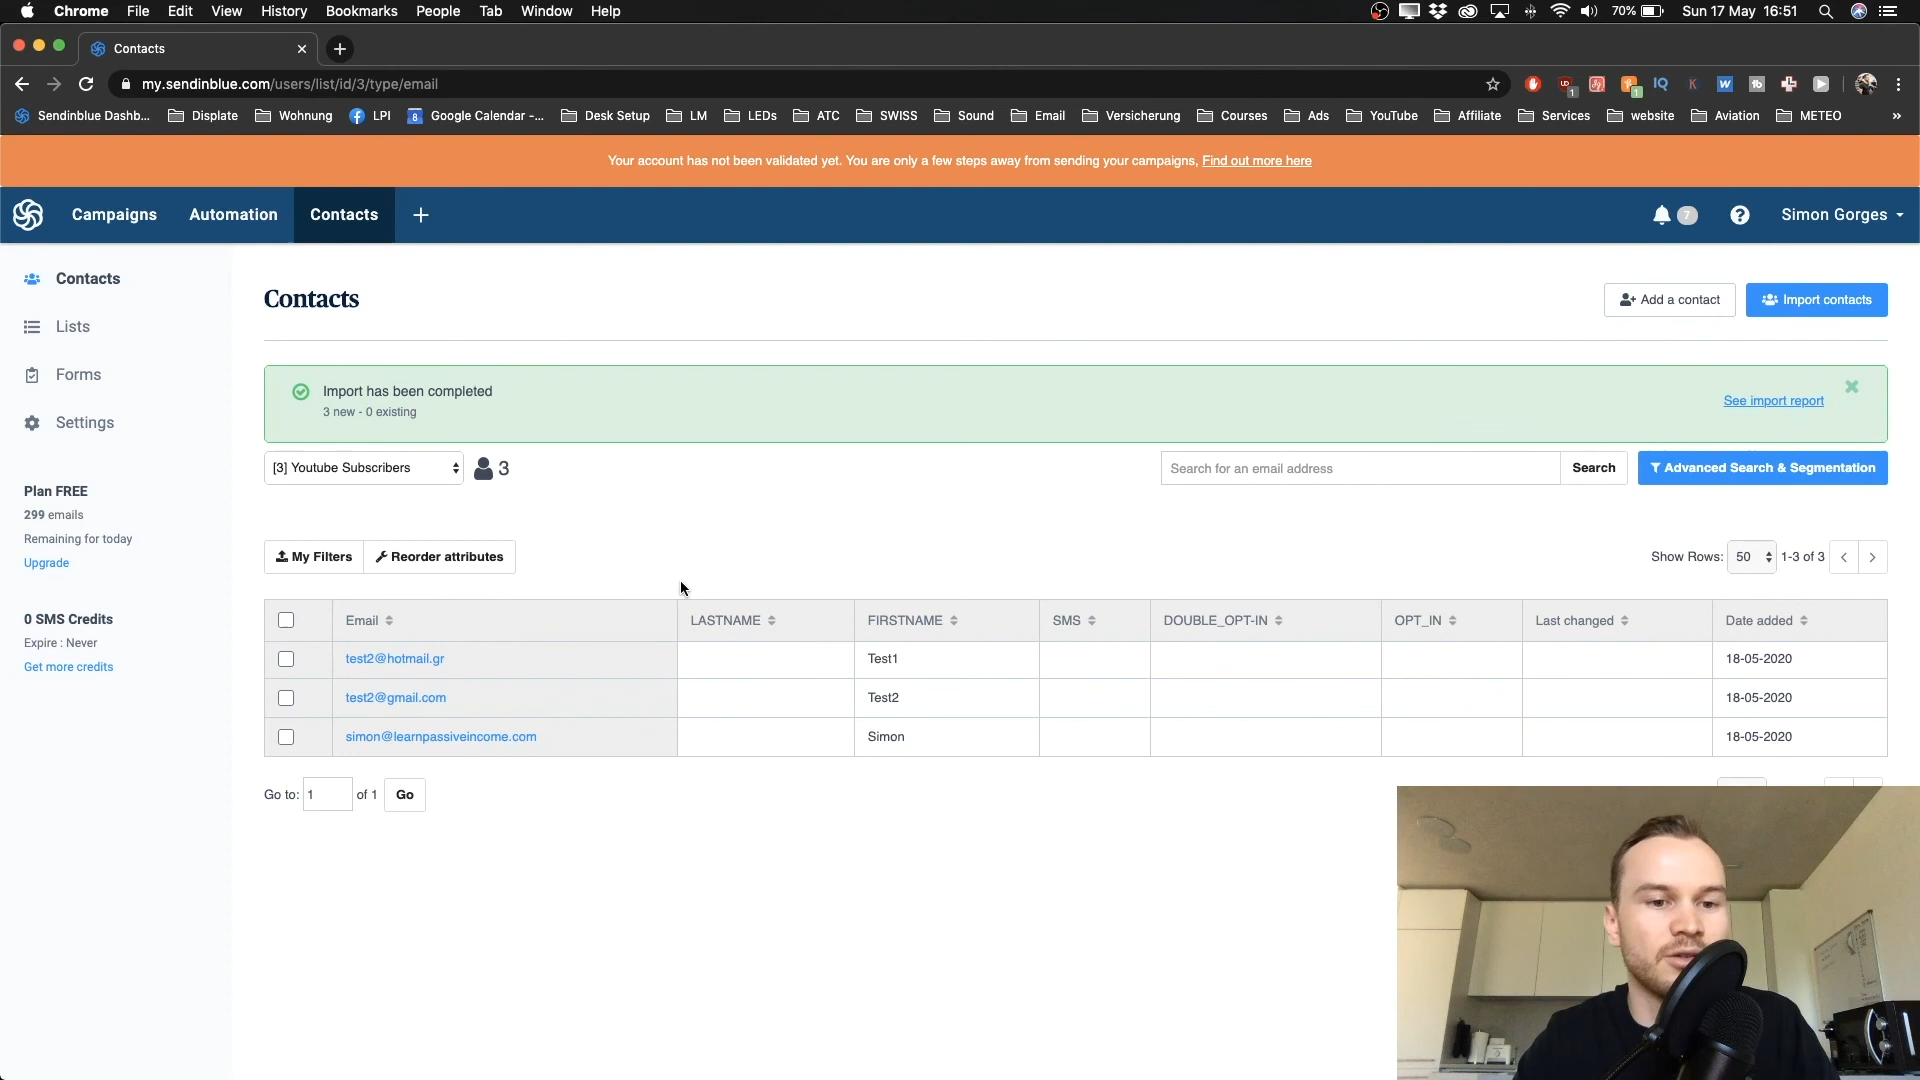 Chrome File Edit View History Bookmarks People Tab Window Help 70% Sun 17 May 16:51
Contacts
my.sendinblue.com/users/list/id/3/type/email
Sendinblue Dashb... Displate Wohnung LPI Google Calendar -... Desk Setup LM LEDs ATC SWISS Sound Email Versicherung Courses Ads YouTube Affiliate Services website Aviation METEO »
Your account has not been validated yet. You are only a few steps away from sending your campaigns, Find out more here
Campaigns Automation Contacts + 7 ? Simon Gorges
Contacts
Lists
Forms
Settings
Plan FREE
299 emails
Remaining for today
Upgrade
0 SMS Credits
Expire : Never
Get more credits
Contacts
Add a contact Import contacts
Import has been completed
3 new - 0 existing
See import report
[3] Youtube Subscribers 3 Search for an email address Search Advanced Search & Segmentation
My Filters Reorder attributes Show Rows: 50 1-3 of 3
Email LASTNAME FIRSTNAME SMS DOUBLE_OPT-IN OPT_IN Last changed Date added
test2@hotmail.gr Test1 18-05-2020
test2@gmail.com Test2 18-05-2020
simon@learnpassiveincome.com Simon 18-05-2020
Go to: 1 of 1 Go